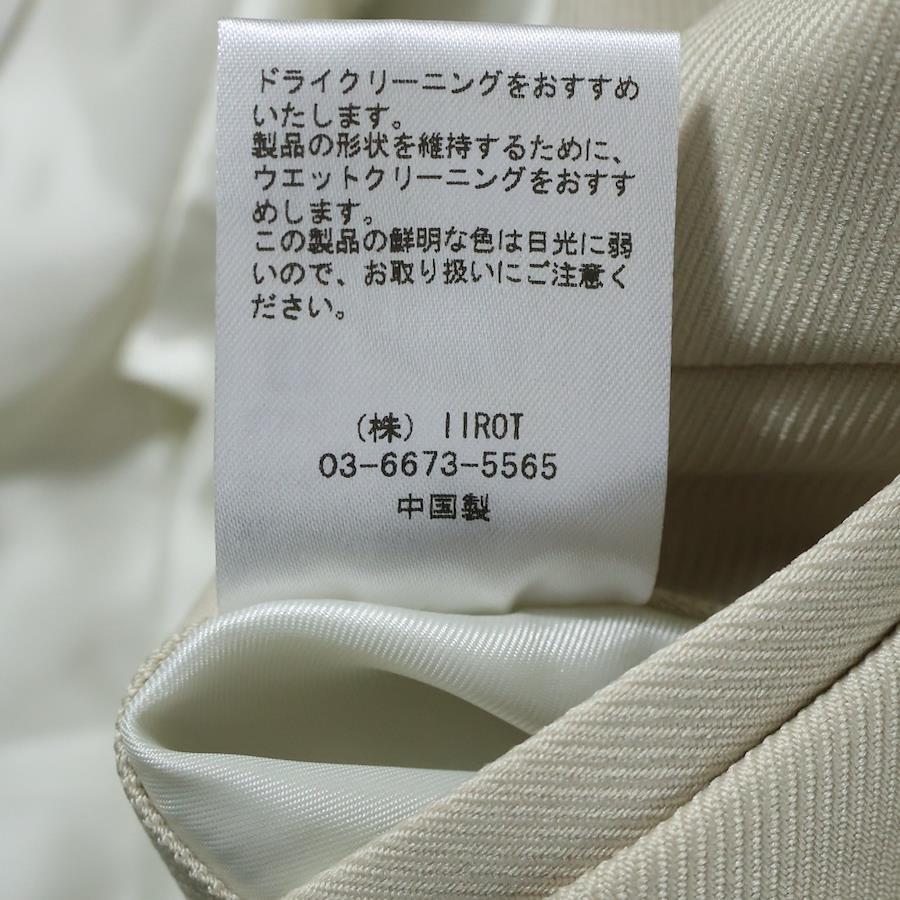 ドライクリーニングをおすすめ
いたします。
製品の形状を維持するために、
ウエットクリーニングをおすす
めします。
この製品の鮮明な色は日光に弱
いので、お取り扱いにご注意く
ださい。
(株) IIROT
03-6673-5565
中国製